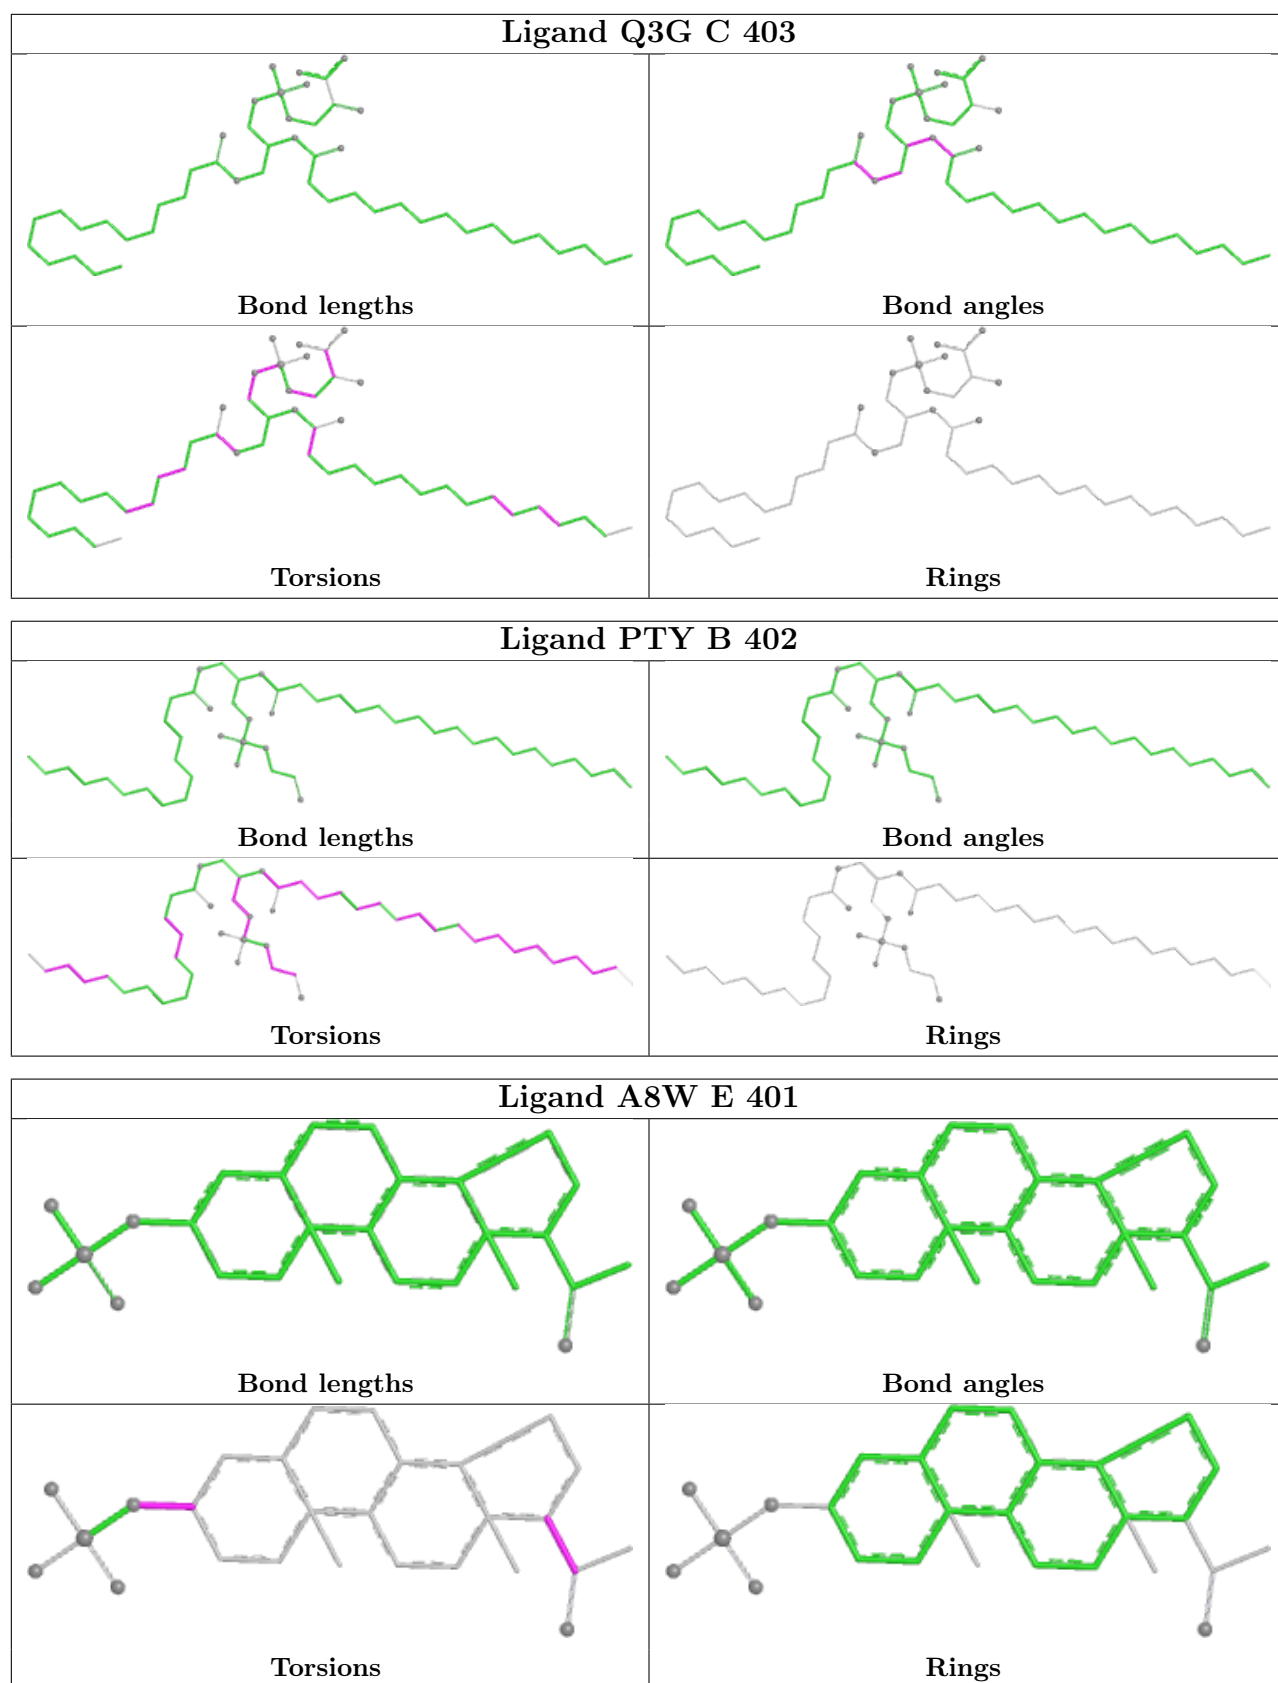 Ligand Q3G C 403
Bond lengths
Bond angles
Torsions
Rings
Ligand PTY B 402
Bond lengths
Bond angles
Torsions
Rings
Ligand A8W E 401
Bond lengths
Bond angles
Torsions
Rings